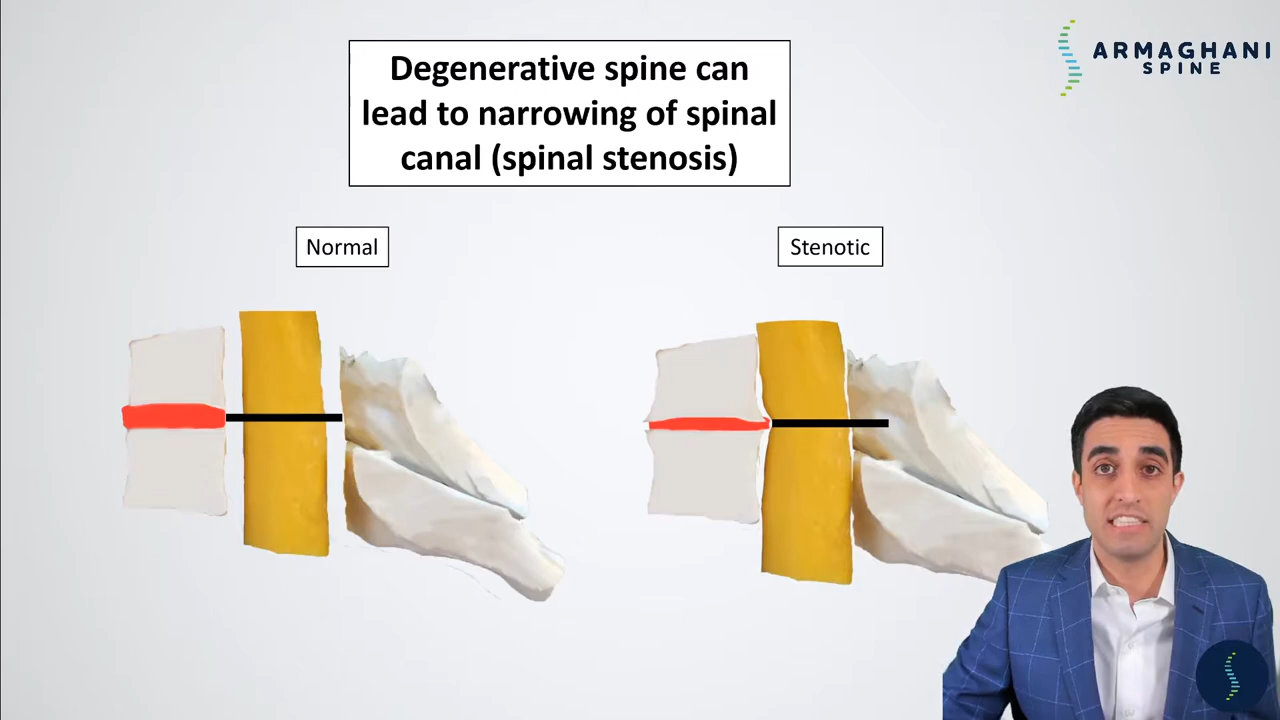 Degenerative spine can
lead to narrowing of spinal
canal (spinal stenosis)
ARMAGHANI
SPINE
Normal
Stenotic